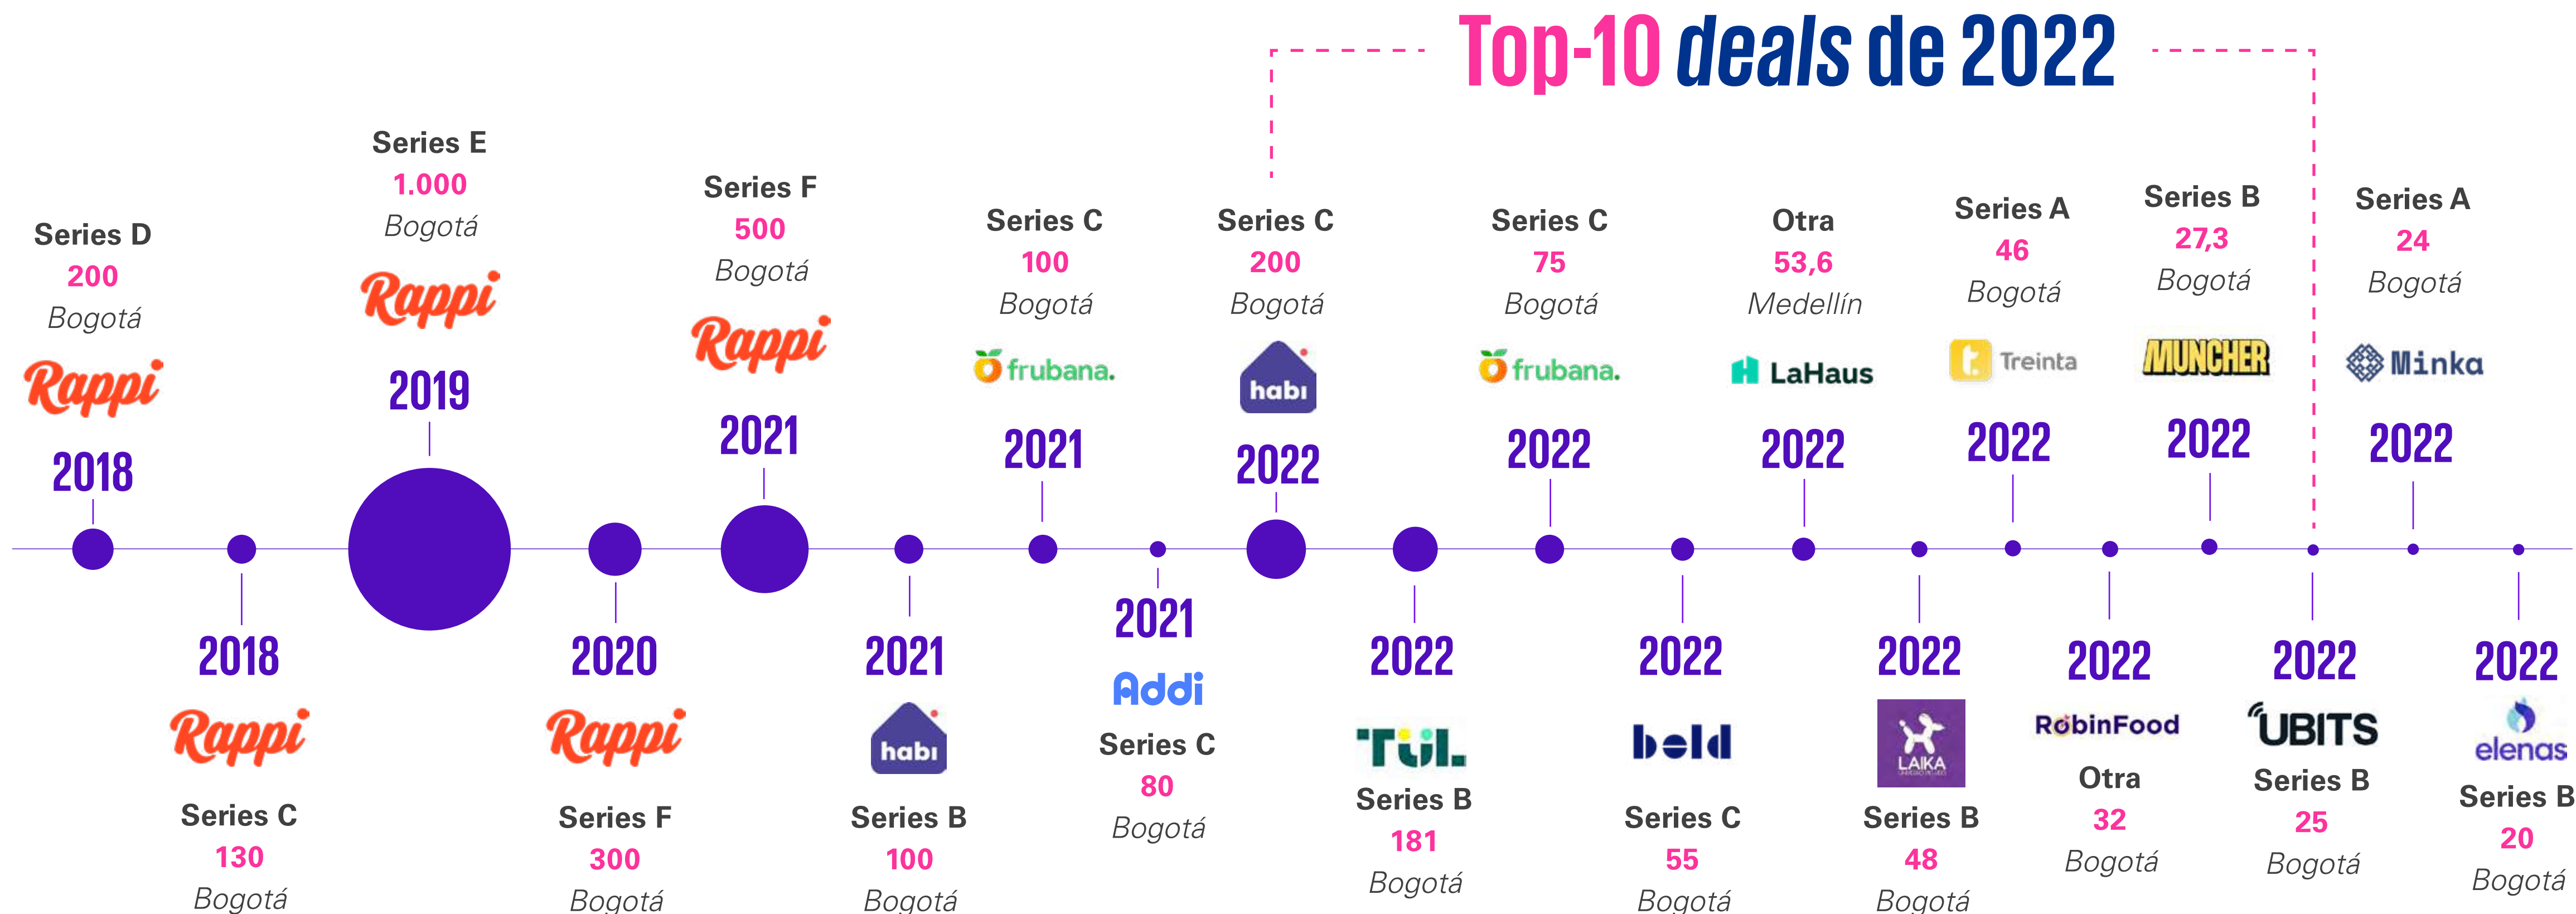 Top-10 deals de 2022
Series D
200
Bogotá
Rappi
2018
2018
Rappi
Series C
130
Bogotá
Series E
1.000
Bogotá
Rappi
2019
2020
Rappi
Series F
300
Bogotá
Series F
500
Bogotá
Rappi
2021
2021
habi
Series B
100
Bogotá
Series C
100
Bogotá
frubana.
2021
2021
Addi
Series C
80
Bogotá
Series C
200
Bogotá
habi
2022
2022
Tül.
Series B
181
Bogotá
Series C
75
Bogotá
frubana.
2022
2022
bold
Series C
55
Bogotá
Otra
53,6
Medellín
LaHaus
2022
2022
LAIKA
Series B
48
Bogotá
Series A
46
Bogotá
t.
Treinta
2022
2022
RobinFood
Otra
32
Bogotá
Series B
27,3
Bogotá
MUNCHER
2022
2022
UBITS
Series B
25
Bogotá
Series A
24
Bogotá
Minka
2022
2022
elenas
Series B
20
Bogotá